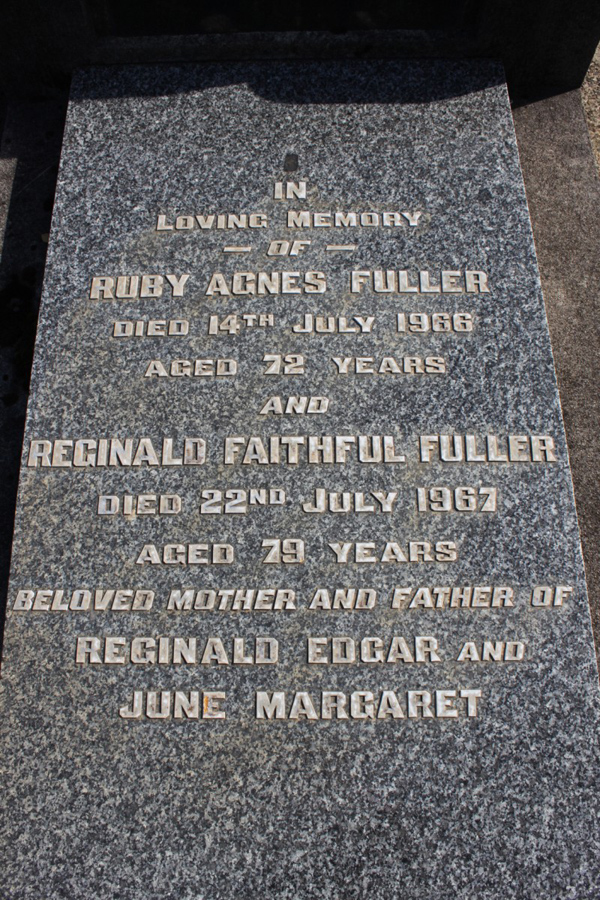 IN
LOVING MEMORY
— OF —
RUBY AGNES FULLER
DIED 14TH JULY 1966
AGED 72 YEARS
AND
REGINALD FAITHFUL FULLER
DIED 22ND JULY 1967
AGED 79 YEARS
BELOVED MOTHER AND FATHER OF
REGINALD EDGAR AND
JUNE MARGARET